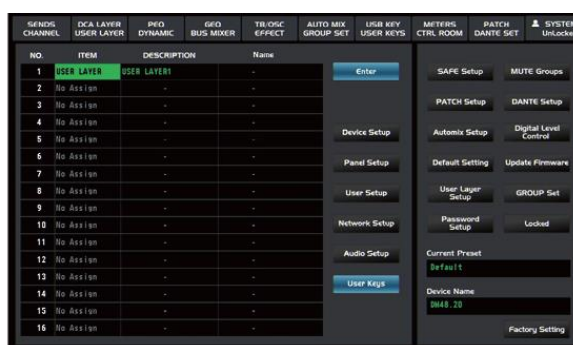 SENDS CHANNEL
DCA LAYER USER LAYER
PEQ DYNAMIC
GEQ BUS MIXER
TB/OSC EFFECT
AUTO MIX GROUP SET
USB KEY USER KEYS
METERS CTRL ROOM
PATCH DANTE SET
SYSTE UnLocke
NO. ITEM DESCRIPTION Name
1 USER LAYER USER LAYER1 -
2 No Assign - -
3 No Assign - -
4 No Assign - -
5 No Assign - -
6 No Assign - -
7 No Assign - -
8 No Assign - -
9 No Assign - -
10 No Assign - -
11 No Assign - -
12 No Assign - -
13 No Assign - -
14 No Assign - -
15 No Assign - -
16 No Assign - -
Enter
Device Setup
Panel Setup
User Setup
Network Setup
Audio Setup
User Keys
SAFE Setup
MUTE Groups
PATCH Setup
DANTE Setup
Automix Setup
Digital Level Control
Default Setting
Update Firmware
User Layer Setup
GROUP Set
Password Setup
Locked
Current Preset
Default
Device Name
DM48.20
Factory Setting